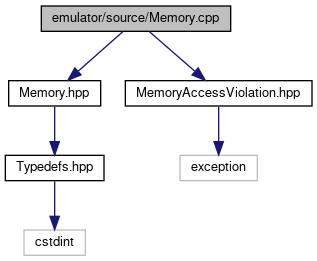 emulator/source/Memory.cpp
Memory.hpp
MemoryAccessViolation.hpp
Typedefs.hpp
exception
cstdint